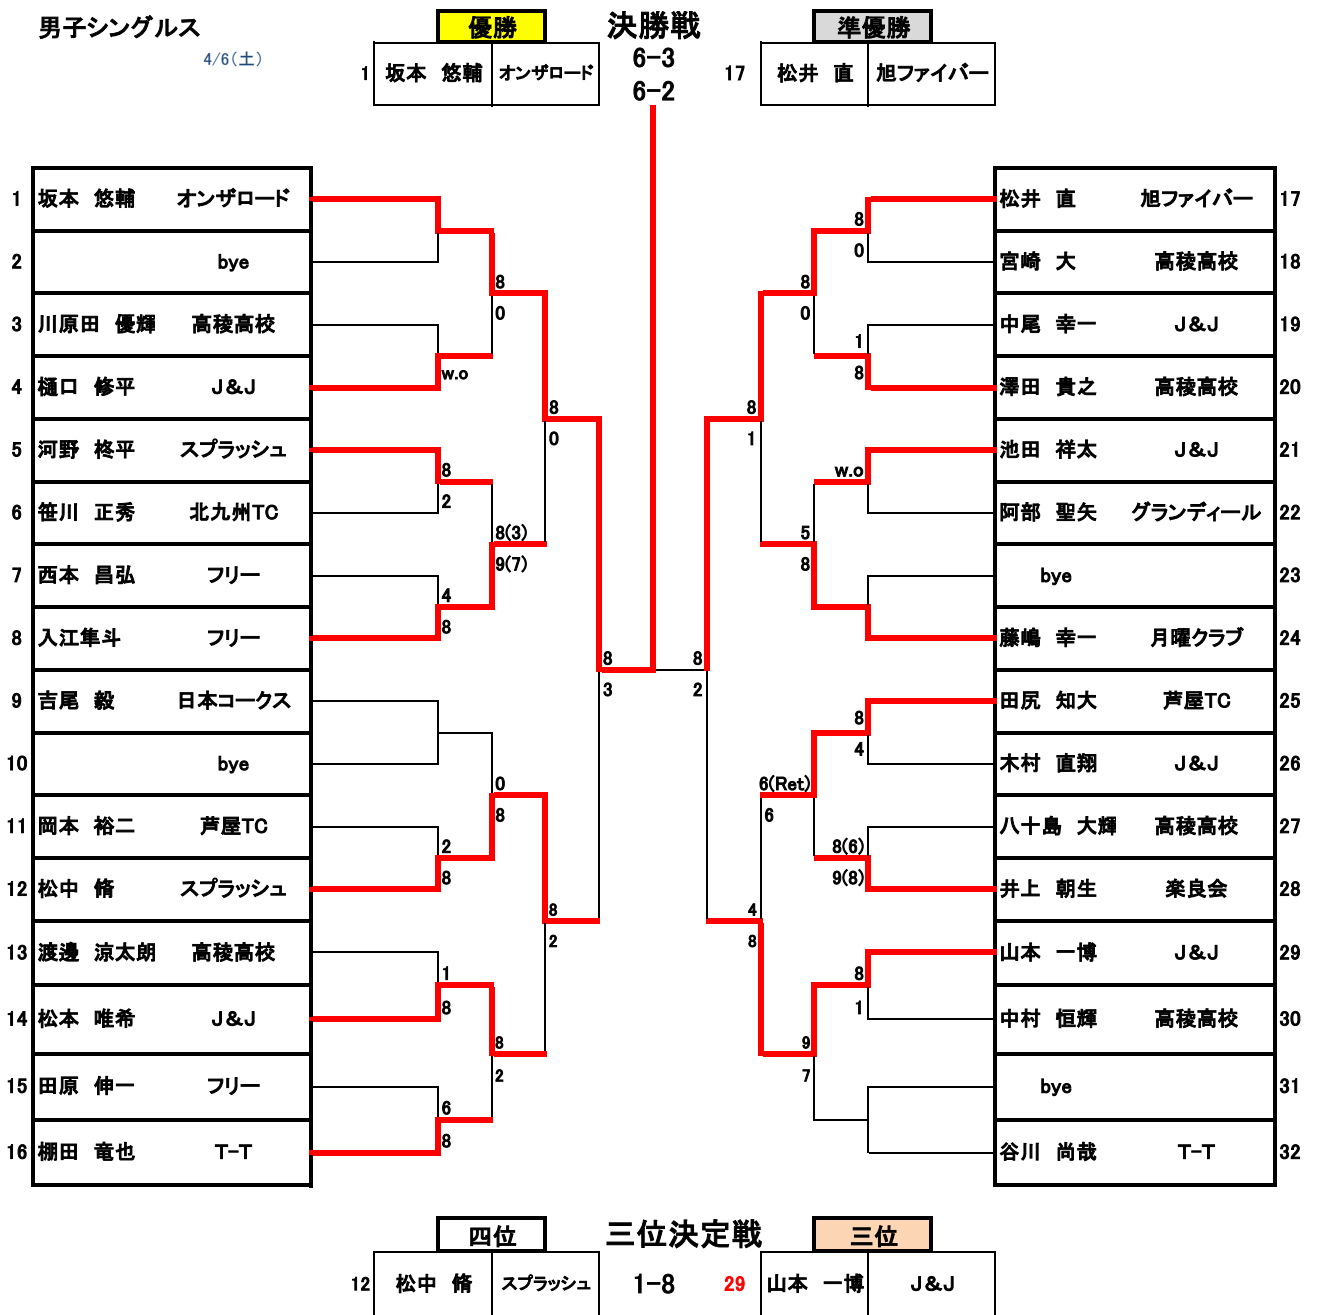 男子シングルス
4/6(土)
優勝
決勝戦
準優勝
1 坂本 悠輔 オンザロード
6-3
6-2
17 松井 直 旭ファイバー
1 坂本 悠輔 オンザロード
2 bye
3 川原田 優輝 高稜高校
4 樋口 修平 J&J
5 河野 柊平 スプラッシュ
6 笹川 正秀 北九州TC
7 西本 昌弘 フリー
8 入江隼斗 フリー
9 吉尾 毅 日本コークス
10 bye
11 岡本 裕二 芦屋TC
12 松中 脩 スプラッシュ
13 渡邊 涼太朗 高稜高校
14 松本 唯希 J&J
15 田原 伸一 フリー
16 棚田 竜也 T-T
w.o
8
2
4
8
2
8
1
8
6
8
8
0
8(3)
9(7)
0
8
8
2
8
0
8
2
8
3
8
2
8
1
4
8
8
0
5
8
6(Ret)
6
9
7
8
0
1
8
w.o
8
4
8(6)
9(8)
8
1
松井 直 旭ファイバー 17
宮崎 大 高稜高校 18
中尾 幸一 J&J 19
澤田 貴之 高稜高校 20
池田 祥太 J&J 21
阿部 聖矢 グランディール 22
bye 23
藤嶋 幸一 月曜クラブ 24
田尻 知大 芦屋TC 25
木村 直翔 J&J 26
八十島 大輝 高稜高校 27
井上 朝生 楽良会 28
山本 一博 J&J 29
中村 恒輝 高稜高校 30
bye 31
谷川 尚哉 T-T 32
四位
三位決定戦
三位
12 松中 脩 スプラッシュ
1-8
29 山本 一博 J&J